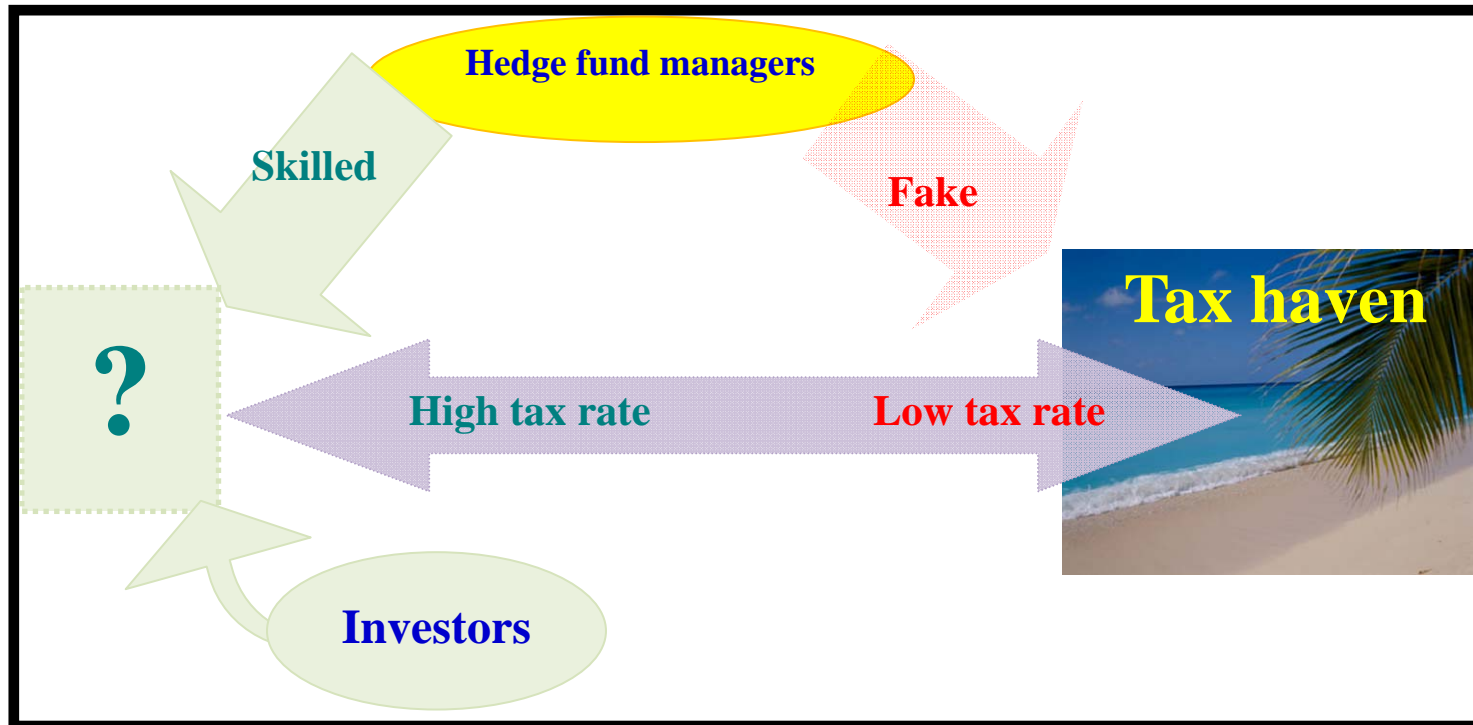 Hedge fund managers
Skilled
Fake
Tax haven
?
High tax rate
Low tax rate
Investors